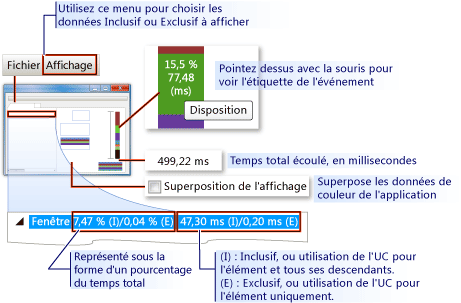 Utilisez ce menu pour choisir les
données Inclusif ou Exclusif à afficher
Fichier Affichage
15,5 %
77,48
(ms)
Disposition
Pointez dessus avec la souris pour
voir l'étiquette de l'événement
499,22 ms
Temps total écoulé, en millisecondes
Superposition de l'affichage
Superpose les données de
couleur de l'application
Fenêtre 7,47 % (I)/0,04 % (E) 47,30 ms (I)/0,20 ms (E)
Représenté sous la
forme d'un pourcentage
du temps total
(I) : Inclusif, ou utilisation de l'UC pour
l'élément et tous ses descendants.
(E) : Exclusif, ou utilisation de l'UC pour
l'élément uniquement.